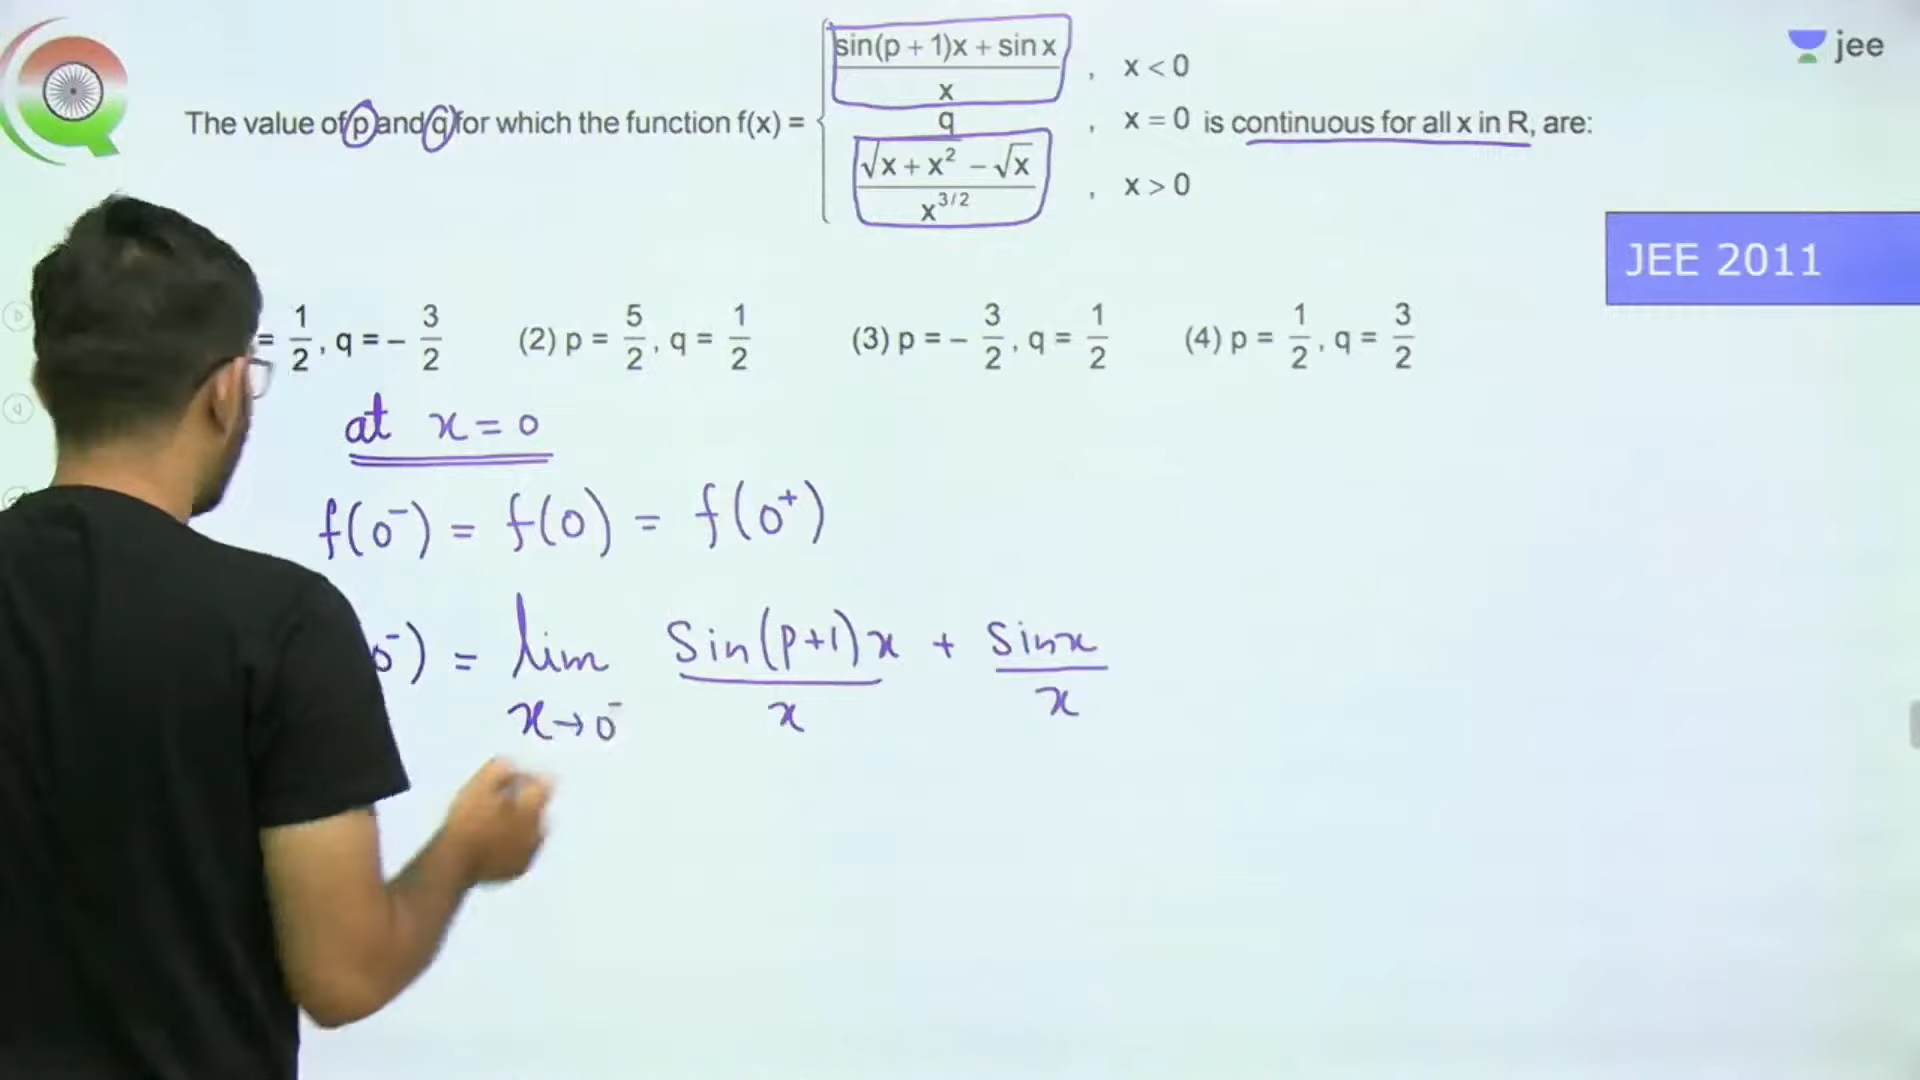 jee
The value of p and q for which the function f(x) = { sin(p + 1)x + sin x / x , x < 0
q , x = 0 is continuous for all x in R, are:
√x + x² − √x / x^3/2 , x > 0
JEE 2011
= 1/2, q = − 3/2 (2) p = 5/2, q = 1/2 (3) p = − 3/2, q = 1/2 (4) p = 1/2, q = 3/2
at x = 0
f(0⁻) = f(0) = f(0⁺)
0⁻) = lim x→0⁻ Sin(p+1)x / x + Sinx / x